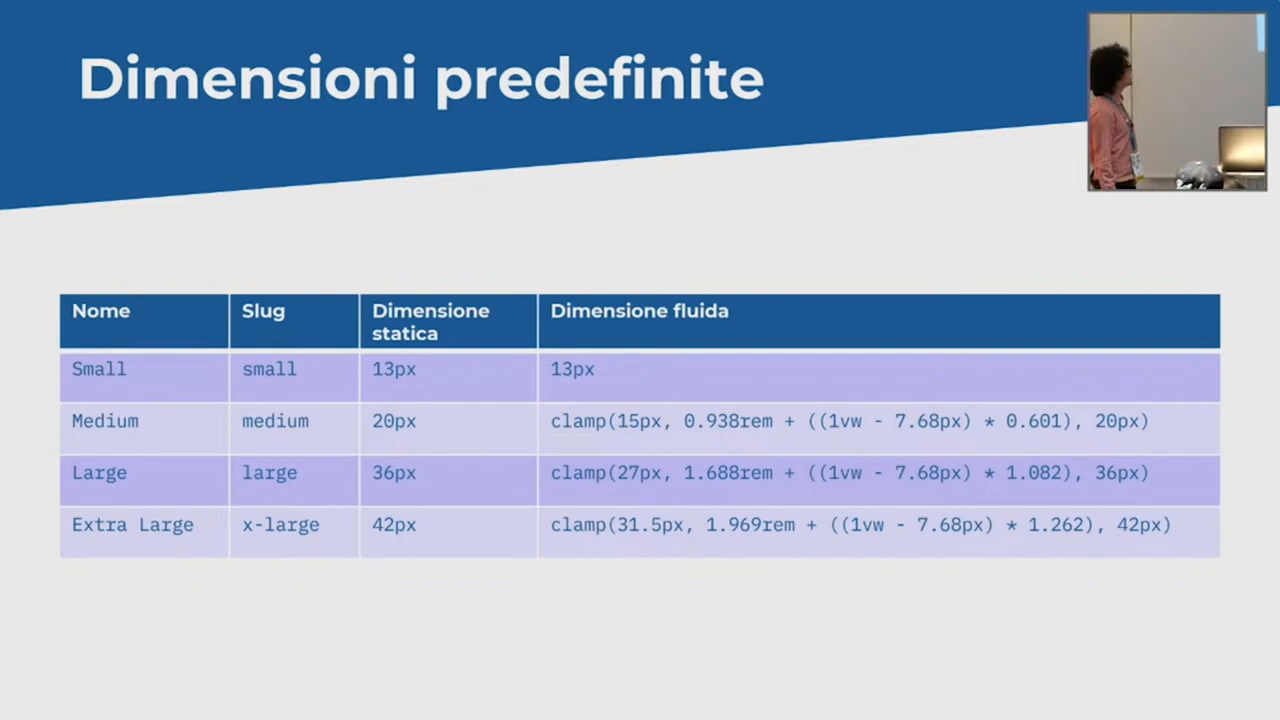 Dimensioni predefinite
Nome Slug Dimensione statica Dimensione fluida
Small small 13px 13px
Medium medium 20px clamp(15px, 0.938rem + ((1vw - 7.68px) * 0.601), 20px)
Large large 36px clamp(27px, 1.688rem + ((1vw - 7.68px) * 1.082), 36px)
Extra Large x-large 42px clamp(31.5px, 1.969rem + ((1vw - 7.68px) * 1.262), 42px)